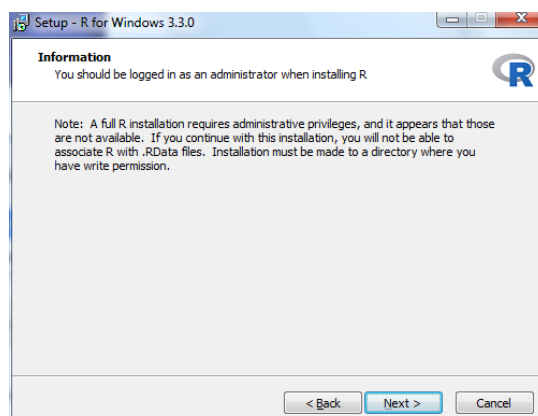 Setup - R for Windows 3.3.0
X
Information
You should be logged in as an administrator when installing R
R
Note: A full R installation requires administrative privileges, and it appears that those
are not available. If you continue with this installation, you will not be able to
associate R with .RData files. Installation must be made to a directory where you
have write permission.
< Back
Next >
Cancel